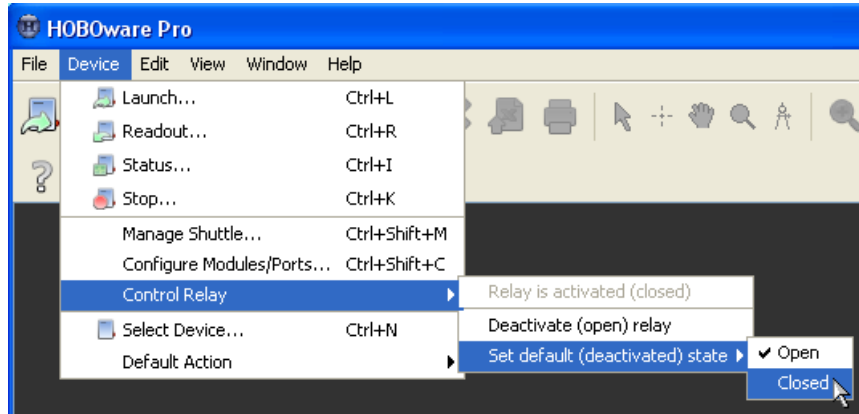 HOBOware Pro
File Device Edit View Window Help
Launch... Ctrl+L
Readout... Ctrl+R
Status... Ctrl+I
Stop... Ctrl+K
Manage Shuttle... Ctrl+Shift+M
Configure Modules/Ports... Ctrl+Shift+C
Control Relay
Relay is activated (closed)
Select Device... Ctrl+N
Deactivate (open) relay
Default Action
Set default (deactivated) state
Open
Closed